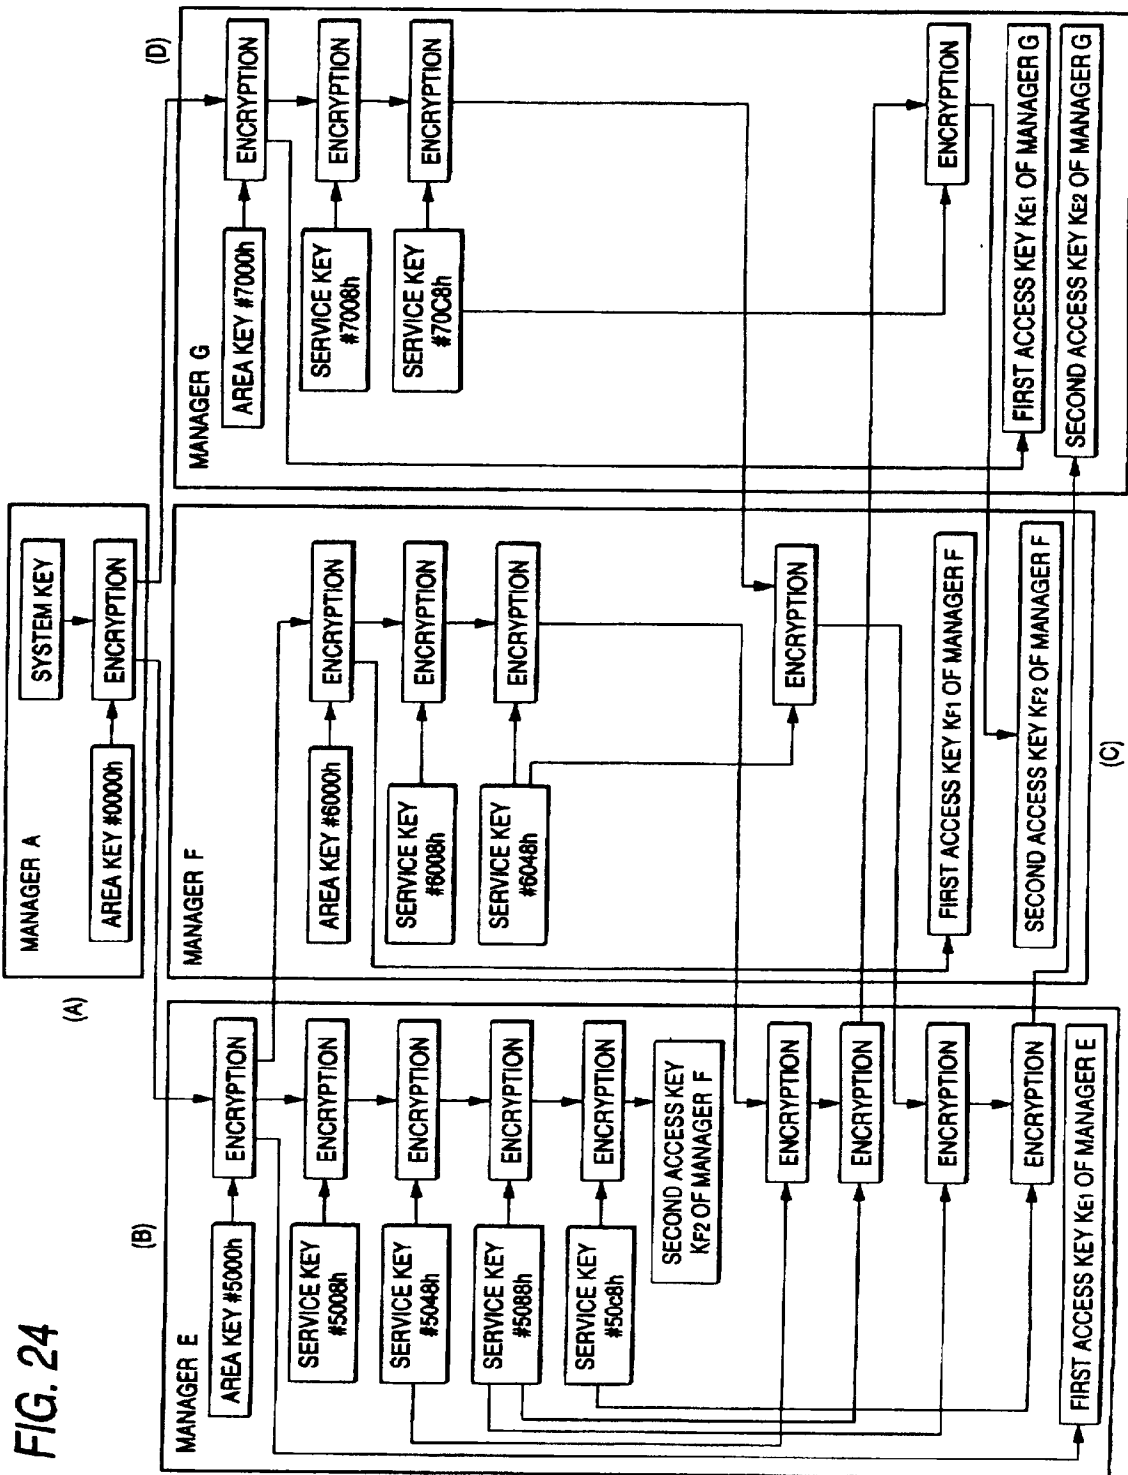 FIG. 24
(A)
MANAGER A
SYSTEM KEY
AREA KEY #0000h
ENCRYPTION
(B)
MANAGER E
AREA KEY #5000h
ENCRYPTION
SERVICE KEY
#5008h
ENCRYPTION
SERVICE KEY
#5048h
ENCRYPTION
SERVICE KEY
#5088h
ENCRYPTION
SERVICE KEY
#50c8h
ENCRYPTION
SECOND ACCESS KEY
KF2 OF MANAGER F
ENCRYPTION
ENCRYPTION
ENCRYPTION
ENCRYPTION
FIRST ACCESS KEY KE1 OF MANAGER E
MANAGER F
AREA KEY #6000h
ENCRYPTION
SERVICE KEY
#6008h
ENCRYPTION
SERVICE KEY
#6048h
ENCRYPTION
ENCRYPTION
FIRST ACCESS KEY KF1 OF MANAGER F
SECOND ACCESS KEY KF2 OF MANAGER F
(C)
(D)
MANAGER G
AREA KEY #7000h
ENCRYPTION
SERVICE KEY
#7008h
ENCRYPTION
SERVICE KEY
#70C8h
ENCRYPTION
ENCRYPTION
FIRST ACCESS KEY KE1 OF MANAGER G
SECOND ACCESS KEY KE2 OF MANAGER G